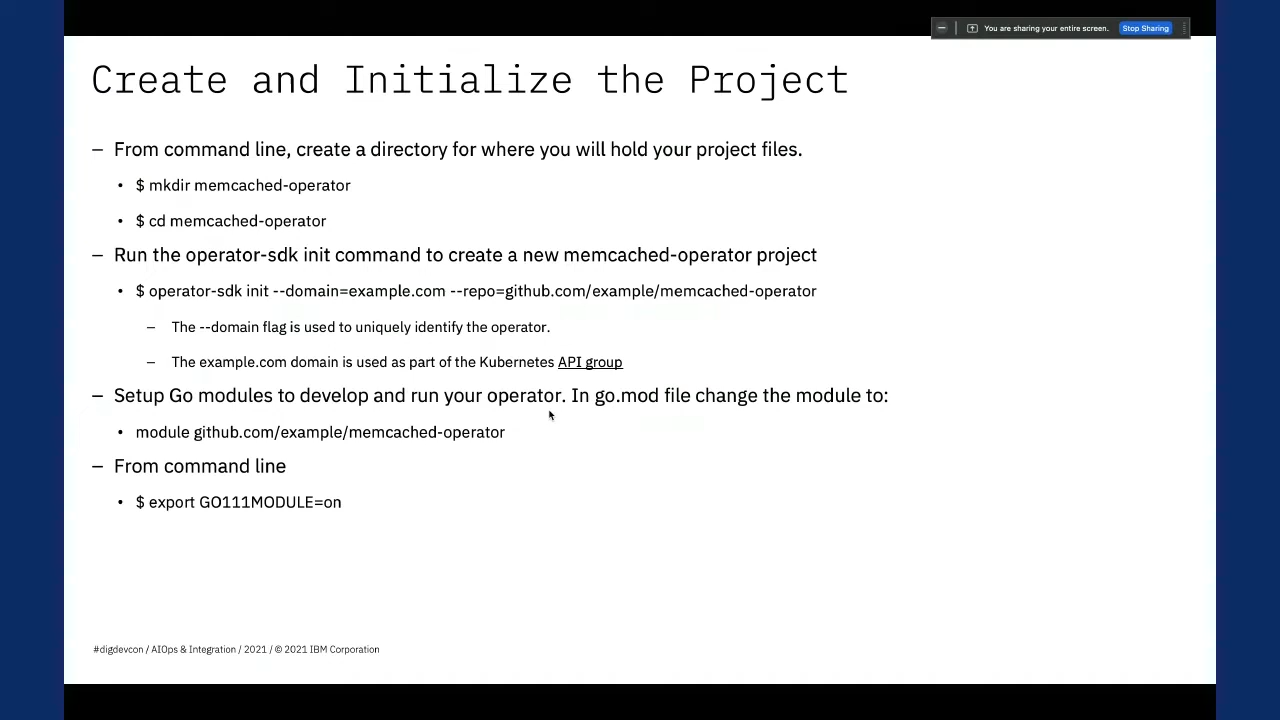 You are sharing your entire screen. Stop Sharing
Create and Initialize the Project
– From command line, create a directory for where you will hold your project files.
• $ mkdir memcached-operator
• $ cd memcached-operator
– Run the operator-sdk init command to create a new memcached-operator project
• $ operator-sdk init --domain=example.com --repo=github.com/example/memcached-operator
– The --domain flag is used to uniquely identify the operator.
– The example.com domain is used as part of the Kubernetes API group
– Setup Go modules to develop and run your operator. In go.mod file change the module to:
• module github.com/example/memcached-operator
– From command line
• $ export GO111MODULE=on
#digdevcon / AIOps & Integration / 2021 / © 2021 IBM Corporation